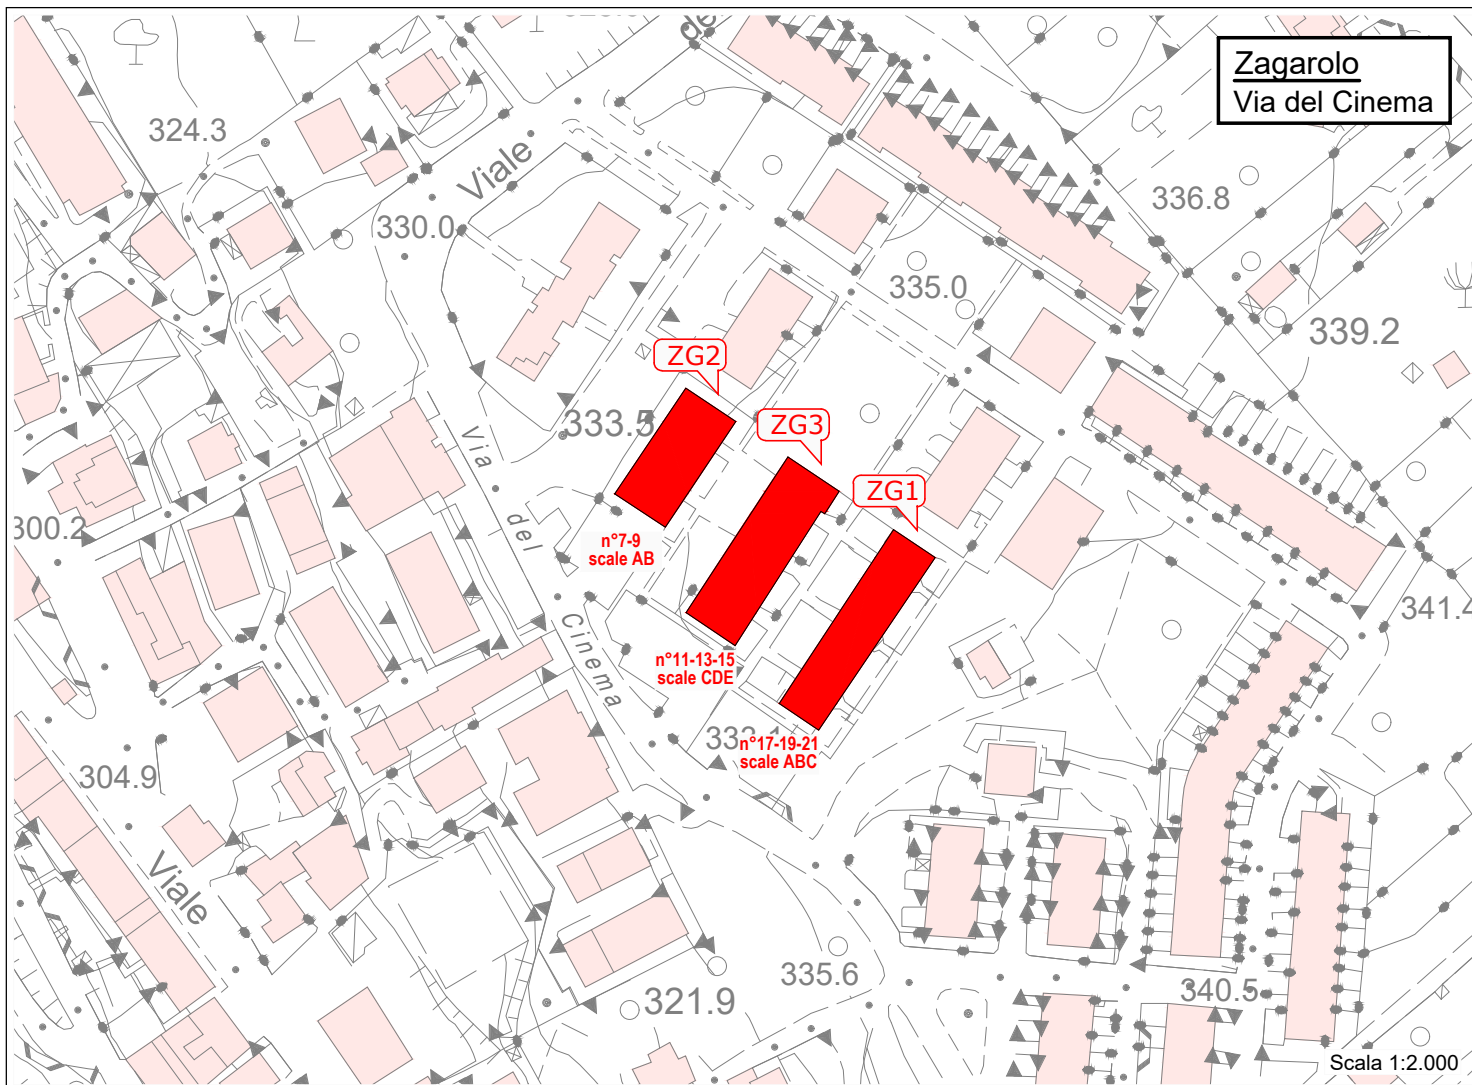 de
Zagarolo
Via del Cinema
324.3
Viale
336.8
330.0
335.0
339.2
ZG2
333.5
ZG3
Via del Cinema
ZG1
300.2
n°7-9
scale AB
341.4
n°11-13-15
scale CDE
n°17-19-21
scale ABC
304.9
Viale
335.6
321.9
340.5
Scala 1:2.000